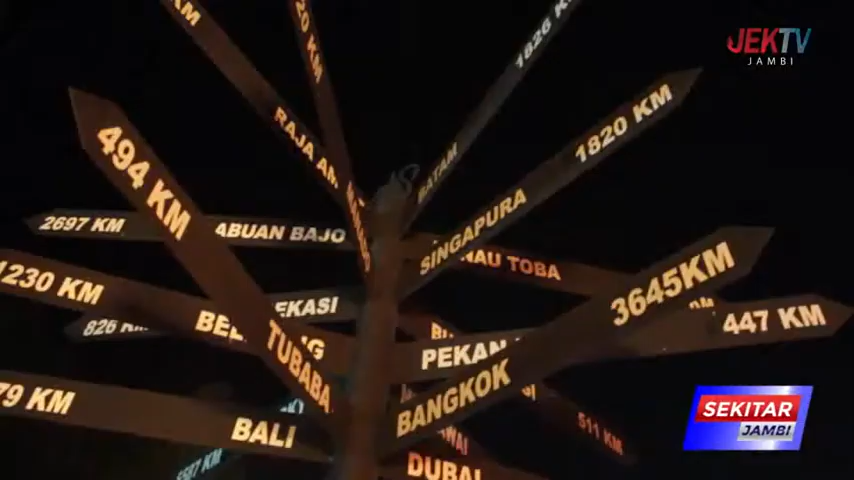 KM
20 KM
1826 KM
JEKTV
JAMBI
RAJA AM
BATAM
1820 KM
SINGAPURA
494 KM
TUBABA
2697 KM
ABUAN BAJO
NAU TOBA
3645KM
BANGKOK
1230 KM
EKASI
826 KM
447 KM
PEKAN
79 KM
BALI
511 KM
DUBAI
SEKITAR
JAMBI